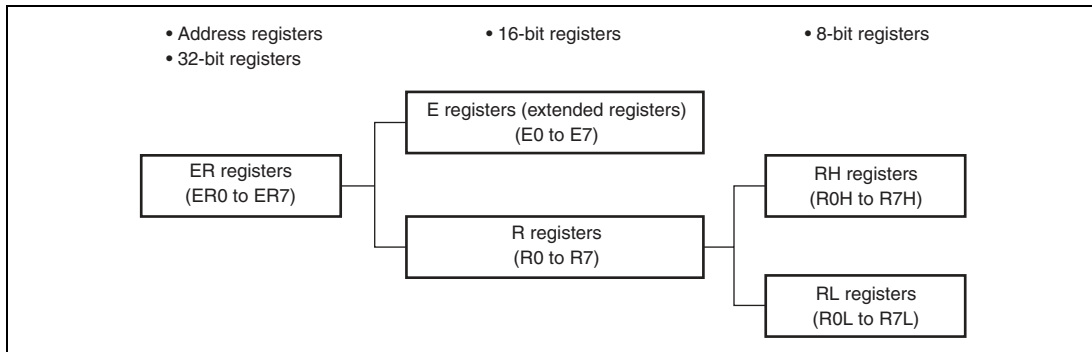 • Address registers
• 32-bit registers
• 16-bit registers
• 8-bit registers
E registers (extended registers)
(E0 to E7)
ER registers
(ER0 to ER7)
RH registers
(R0H to R7H)
R registers
(R0 to R7)
RL registers
(R0L to R7L)